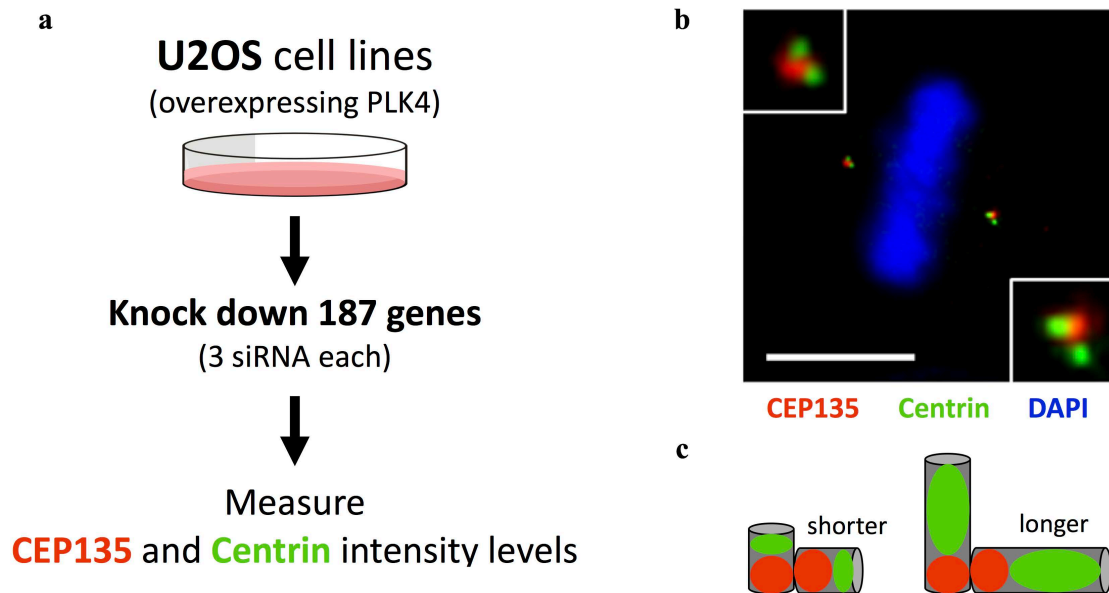 a
U2OS cell lines
(overexpressing PLK4)
Knock down 187 genes
(3 siRNA each)
Measure
CEP135 and Centrin intensity levels
b
CEP135 Centrin DAPI
c
shorter longer